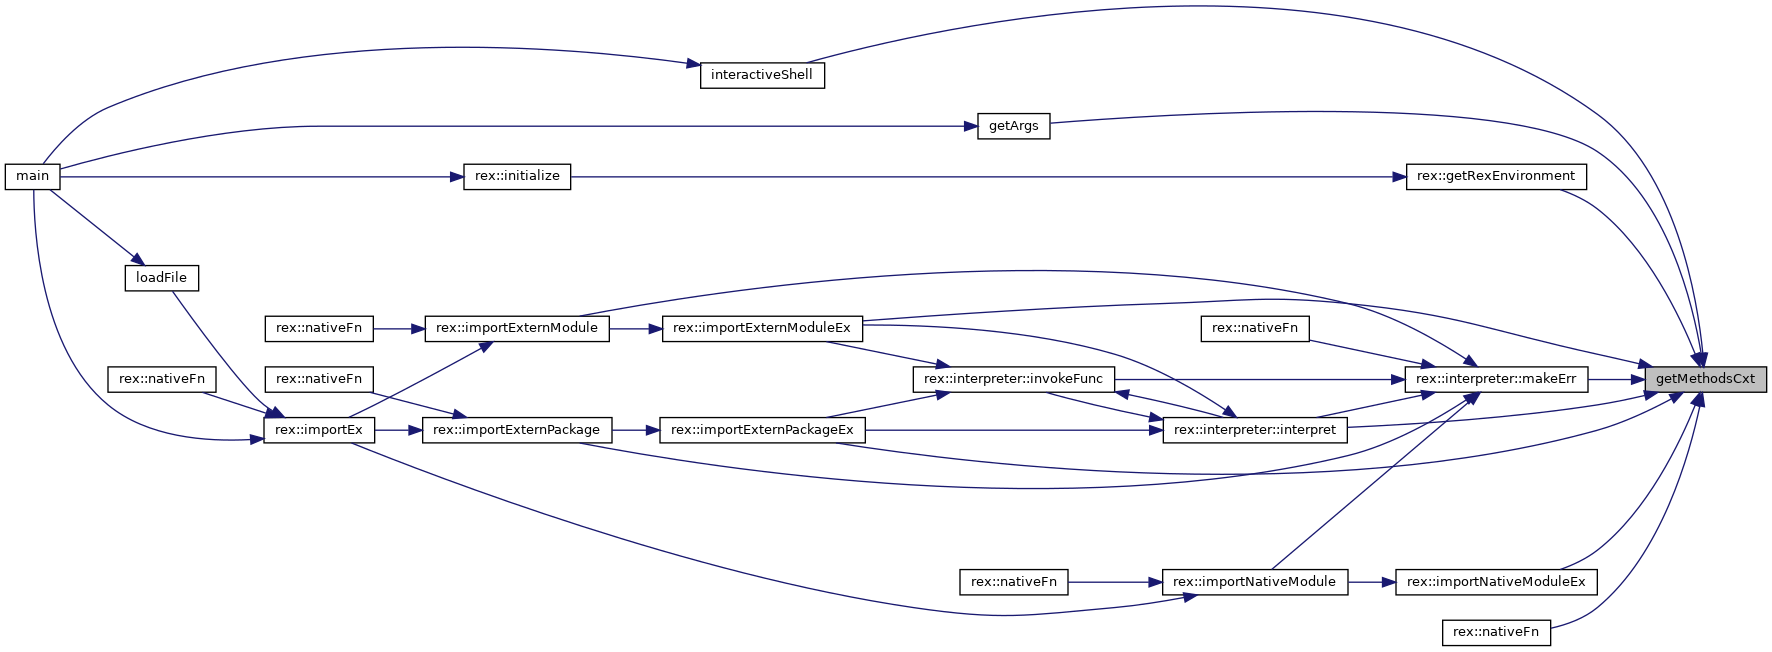 interactiveShell
getArgs
main
rex::initialize
rex::getRexEnvironment
loadFile
rex::nativeFn
rex::importExternModule
rex::importExternModuleEx
rex::nativeFn
rex::nativeFn
rex::nativeFn
rex::interpreter::invokeFunc
rex::interpreter::makeErr
getMethodsCxt
rex::importEx
rex::importExternPackage
rex::importExternPackageEx
rex::interpreter::interpret
rex::nativeFn
rex::importNativeModule
rex::importNativeModuleEx
rex::nativeFn